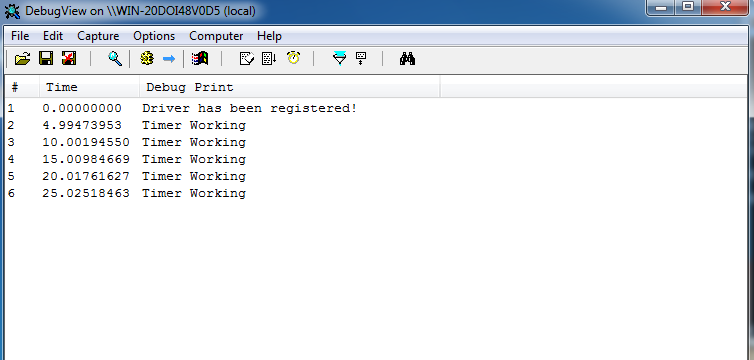 DebugView on \\WIN-20DOI48V0D5 (local)
File Edit Capture Options Computer Help
# Time Debug Print
1 0.00000000 Driver has been registered!
2 4.99473953 Timer Working
3 10.00194550 Timer Working
4 15.00984669 Timer Working
5 20.01761627 Timer Working
6 25.02518463 Timer Working